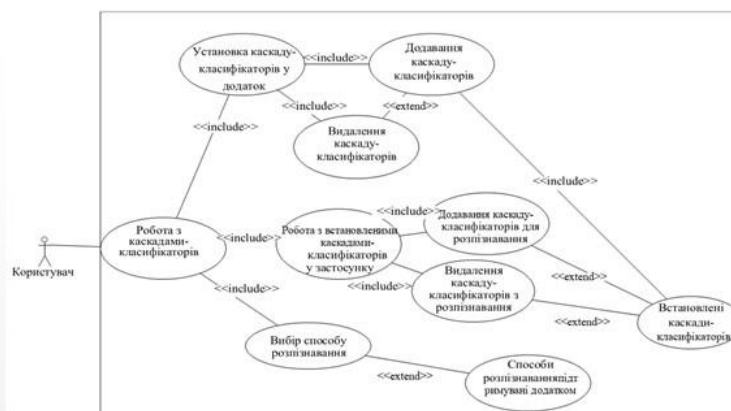 Установка каскаду-
класифікаторів у
додаток
<<include>>
Додавання
каскаду-
класифікаторів
<<include>>
<<include>>
<<extend>>
Видалення
каскаду-
класифікаторів
<<include>>
Користувач
Робота з
каскадами-
класифікаторів
<<include>>
Робота з встановленими
каскадами-
класифікаторів
у застосунку
<<include>>
Додавання каскаду-
класифікаторів для
розпізнавання
<<include>>
Видалення
каскаду-
класифікаторів з
розпізнавання
<<extend>>
<<extend>>
Встановлені
каскади-
класифікаторів
<<include>>
Вибір способу
розпізнавання
<<extend>>
Способи
розпізнаванняпідт
римувані додатком